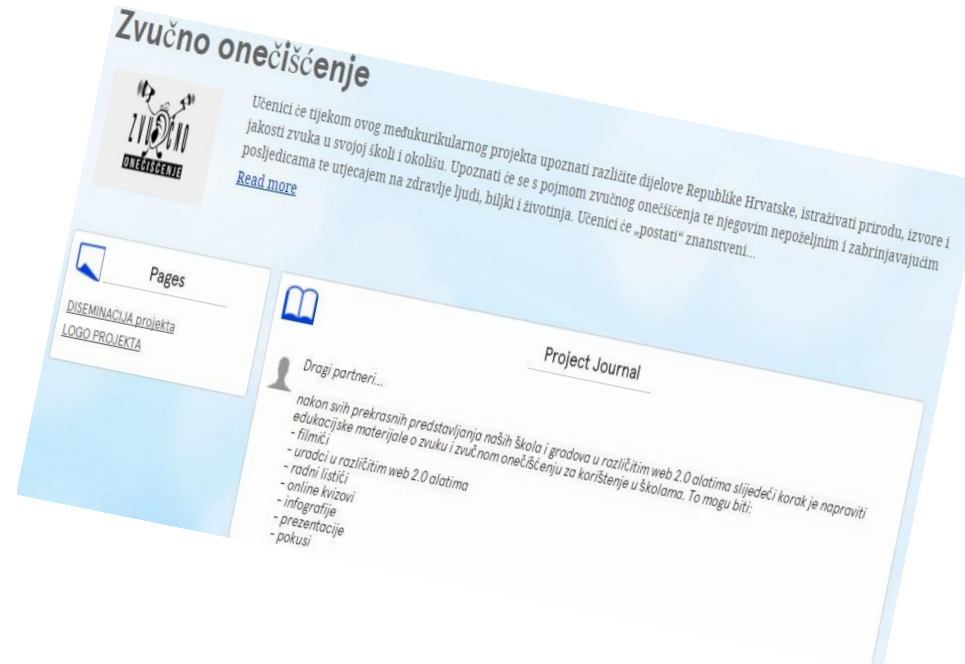 Zvučno onečišćenje
ZVUČNO
ONEČIŠĆENJE
Učenici će tijekom ovog međukurikularnog projekta upoznati različite dijelove Republike Hrvatske, istraživati prirodu, izvore i
jakosti zvuka u svojoj školi i okolišu. Upoznati će se s pojmom zvučnog onečišćenja te njegovim nepoželjnim i zabrinjavajućim
posljedicama te utjecajem na zdravlje ljudi, biljki i životinja. Učenici će „postati“ znanstveni...
Read more
Pages
DISEMINACIJA projekta
LOGO PROJEKTA
Project Journal
Dragi partneri...
nakon svih prekrasnih predstavljanja naših škola i gradova u različitim web 2.0 alatima slijedeći korak je napraviti
edukacijske materijale o zvuku i zvučnom onečišćenju za korištenje u školama. To mogu biti:
- filmići
- uradci u različitim web 2.0 alatima
- radni listići
- online kvizovi
- infografije
- prezentacije
- pokusi